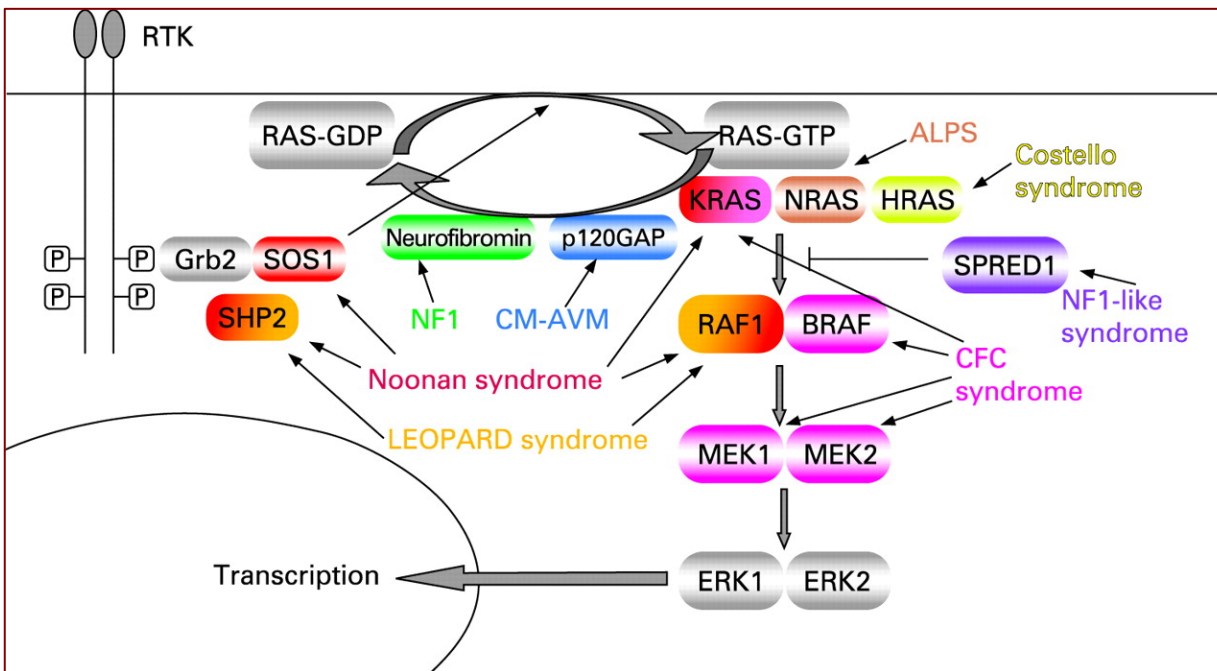 RTK
RAS-GDP
RAS-GTP
ALPS
Costello
syndrome
KRAS
NRAS
HRAS
Neurofibromin
p120GAP
P
P
Grb2
SOS1
SPRED1
P
P
SHP2
NF1
CM-AVM
RAF1
BRAF
NF1-like
syndrome
Noonan syndrome
CFC
syndrome
LEOPARD syndrome
MEK1
MEK2
Transcription
ERK1
ERK2